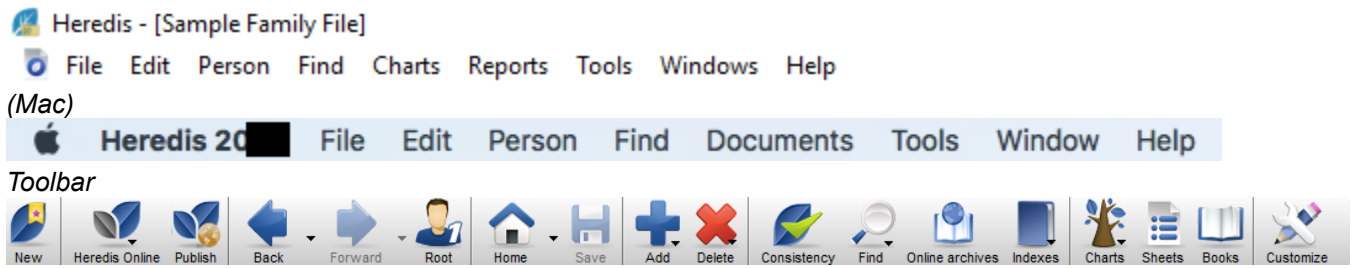 Heredis - [Sample Family File]
File Edit Person Find Charts Reports Tools Windows Help
(Mac)
Heredis 20 File Edit Person Find Documents Tools Window Help
Toolbar
New Heredis Online Publish Back Forward Root Home Save Add Delete Consistency Find Online archives Indexes Charts Sheets Books Customize